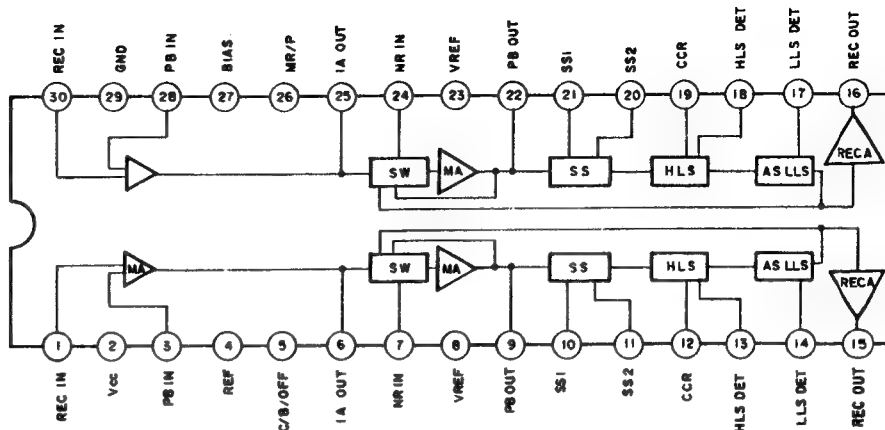 REC IN
GND
PB IN
BIAS
MR/P
IA OUT
NR IN
VREF
PB OUT
SS1
SS2
CCR
HLS DET
LLS DET
REC OUT
30 29 28 27 26 25 24 23 22 21 20 19 18 17 16
SW MA SS HLS AS LLS RECA
MA SW MA SS HLS AS LLS RECA
1 2 3 4 5 6 7 8 9 10 11 12 13 14 15
REC IN
Vcc
PB IN
REF
C/B/OFF
IA OUT
NR IN
VREF
PB OUT
SS1
SS2
CCR
HLS DET
LLS DET
REC OUT